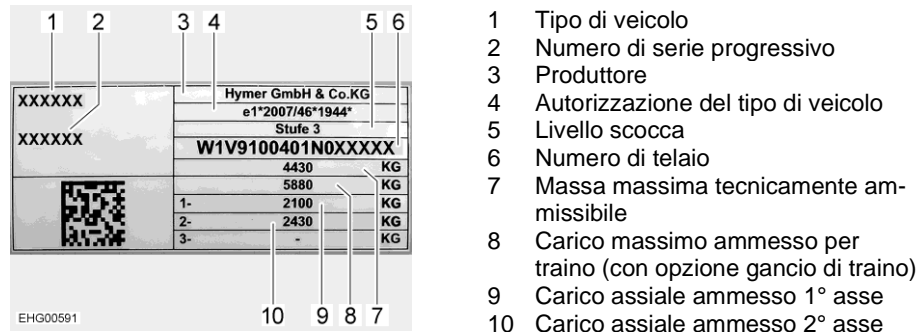 1 2 3 4 5 6
XXXXXX
XXXXXX
Hymer GmbH & Co.KG
e1*2007/46*1944*
Stufe 3
W1V9100401N0XXXXX
4430 KG
5880 KG
1- 2100 KG
2- 2430 KG
3- - KG
10 9 8 7
EHG00591
1 Tipo di veicolo
2 Numero di serie progressivo
3 Produttore
4 Autorizzazione del tipo di veicolo
5 Livello scocca
6 Numero di telaio
7 Massa massima tecnicamente am-
missibile
8 Carico massimo ammesso per
traino (con opzione gancio di traino)
9 Carico assiale ammesso 1° asse
10 Carico assiale ammesso 2° asse